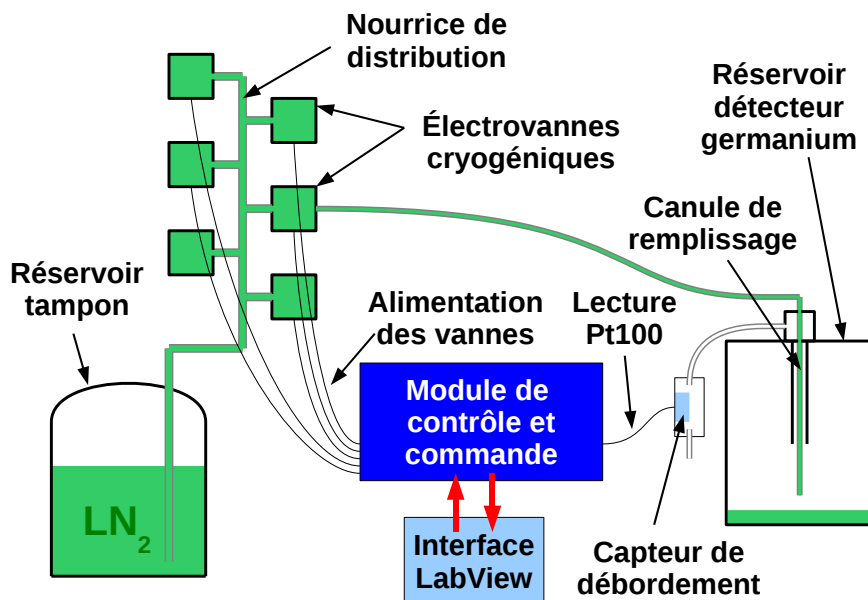 Nourrice de
distribution
Réservoir
détecteur
germanium
Électrovannes
cryogéniques
Canule de
remplissage
Réservoir
tampon
Alimentation
des vannes
Lecture
Pt100
Module de
contrôle et
commande
LN2
Interface
LabView
Capteur de
débordement